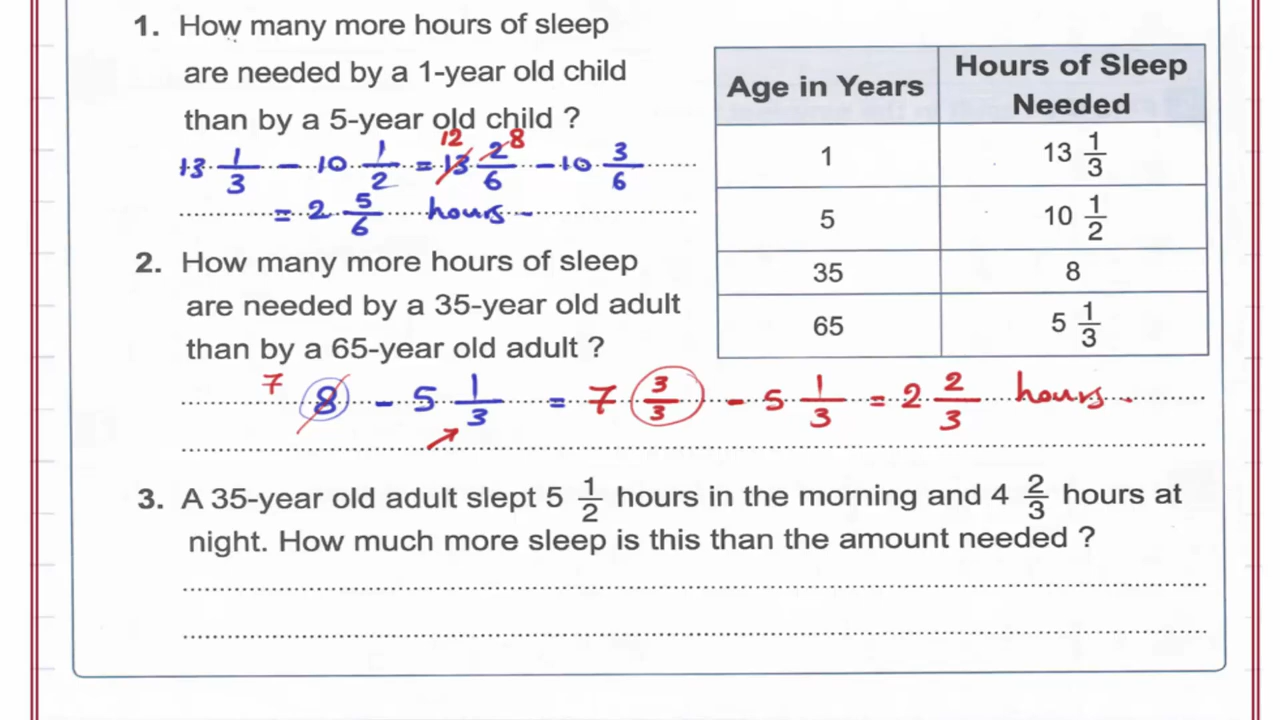 1. How many more hours of sleep
are needed by a 1-year old child
than by a 5-year old child ?
12 8
13 1/3 - 10 1/2 = 13 2/6 - 10 3/6
= 2 5/6 hours -
Age in Years Hours of Sleep Needed
1 13 1/3
5 10 1/2
35 8
65 5 1/3
2. How many more hours of sleep
are needed by a 35-year old adult
than by a 65-year old adult ?
7 8 - 5 1/3 = 7 3/3 - 5 1/3 = 2 2/3 hours .
3. A 35-year old adult slept 5 1/2 hours in the morning and 4 2/3 hours at
night. How much more sleep is this than the amount needed ?